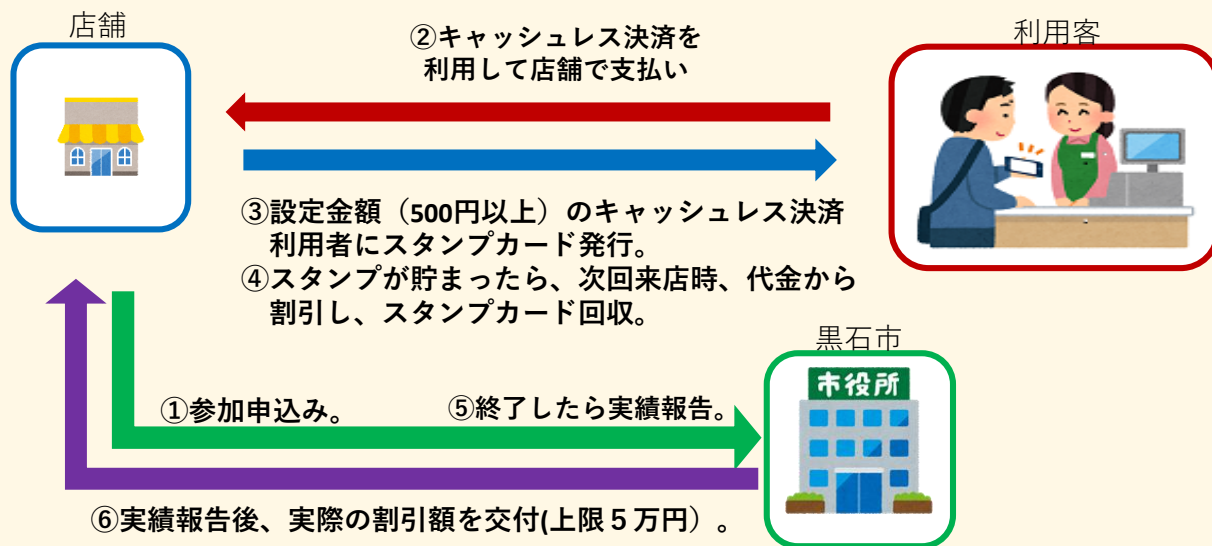 店舗
②キャッシュレス決済を
利用して店舗で支払い
利用客
③設定金額（500円以上）のキャッシュレス決済
利用者にスタンプカード発行。
④スタンプが貯まったら、次回来店時、代金から
割引し、スタンプカード回収。
黒石市
市役所
①参加申込み。
⑤終了したら実績報告。
⑥実績報告後、実際の割引額を交付(上限５万円）。